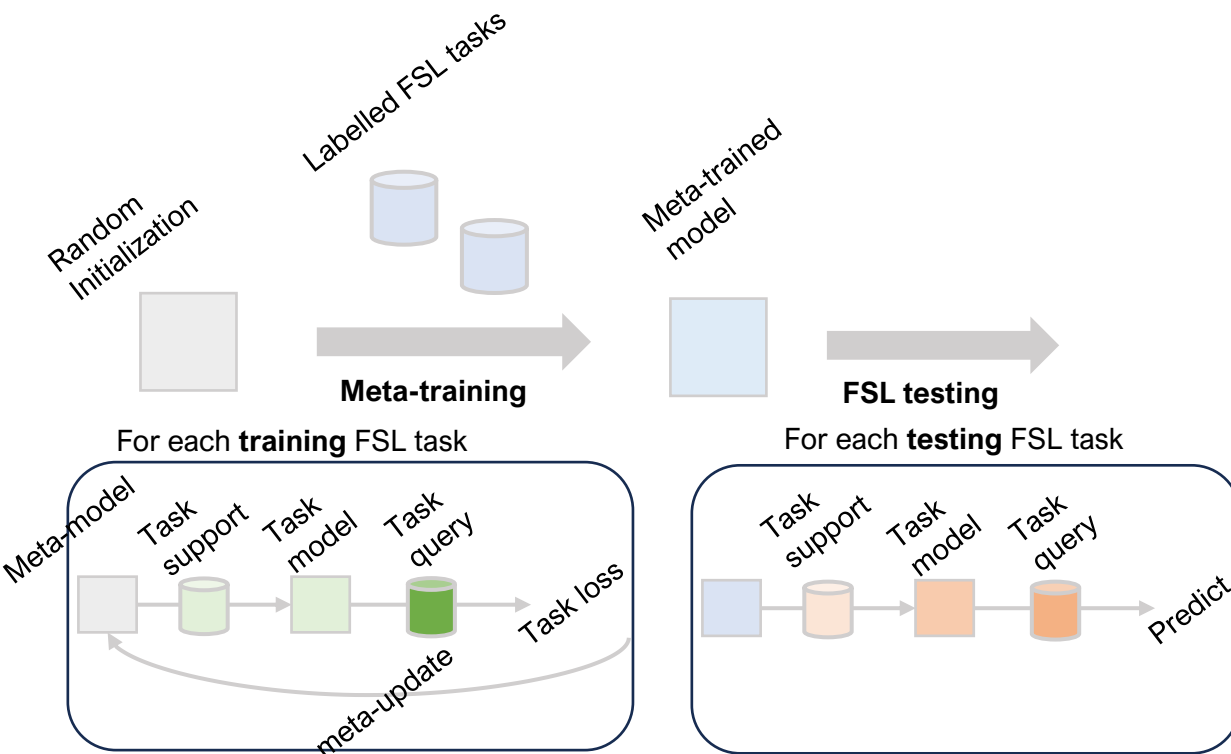 Labelled FSL tasks
Random
Initialization
Meta-trained
model
Meta-training
FSL testing
For each training FSL task
For each testing FSL task
Meta-model
Task
support
Task
model
Task
query
Task loss
meta-update
Task
support
Task
model
Task
query
Predict